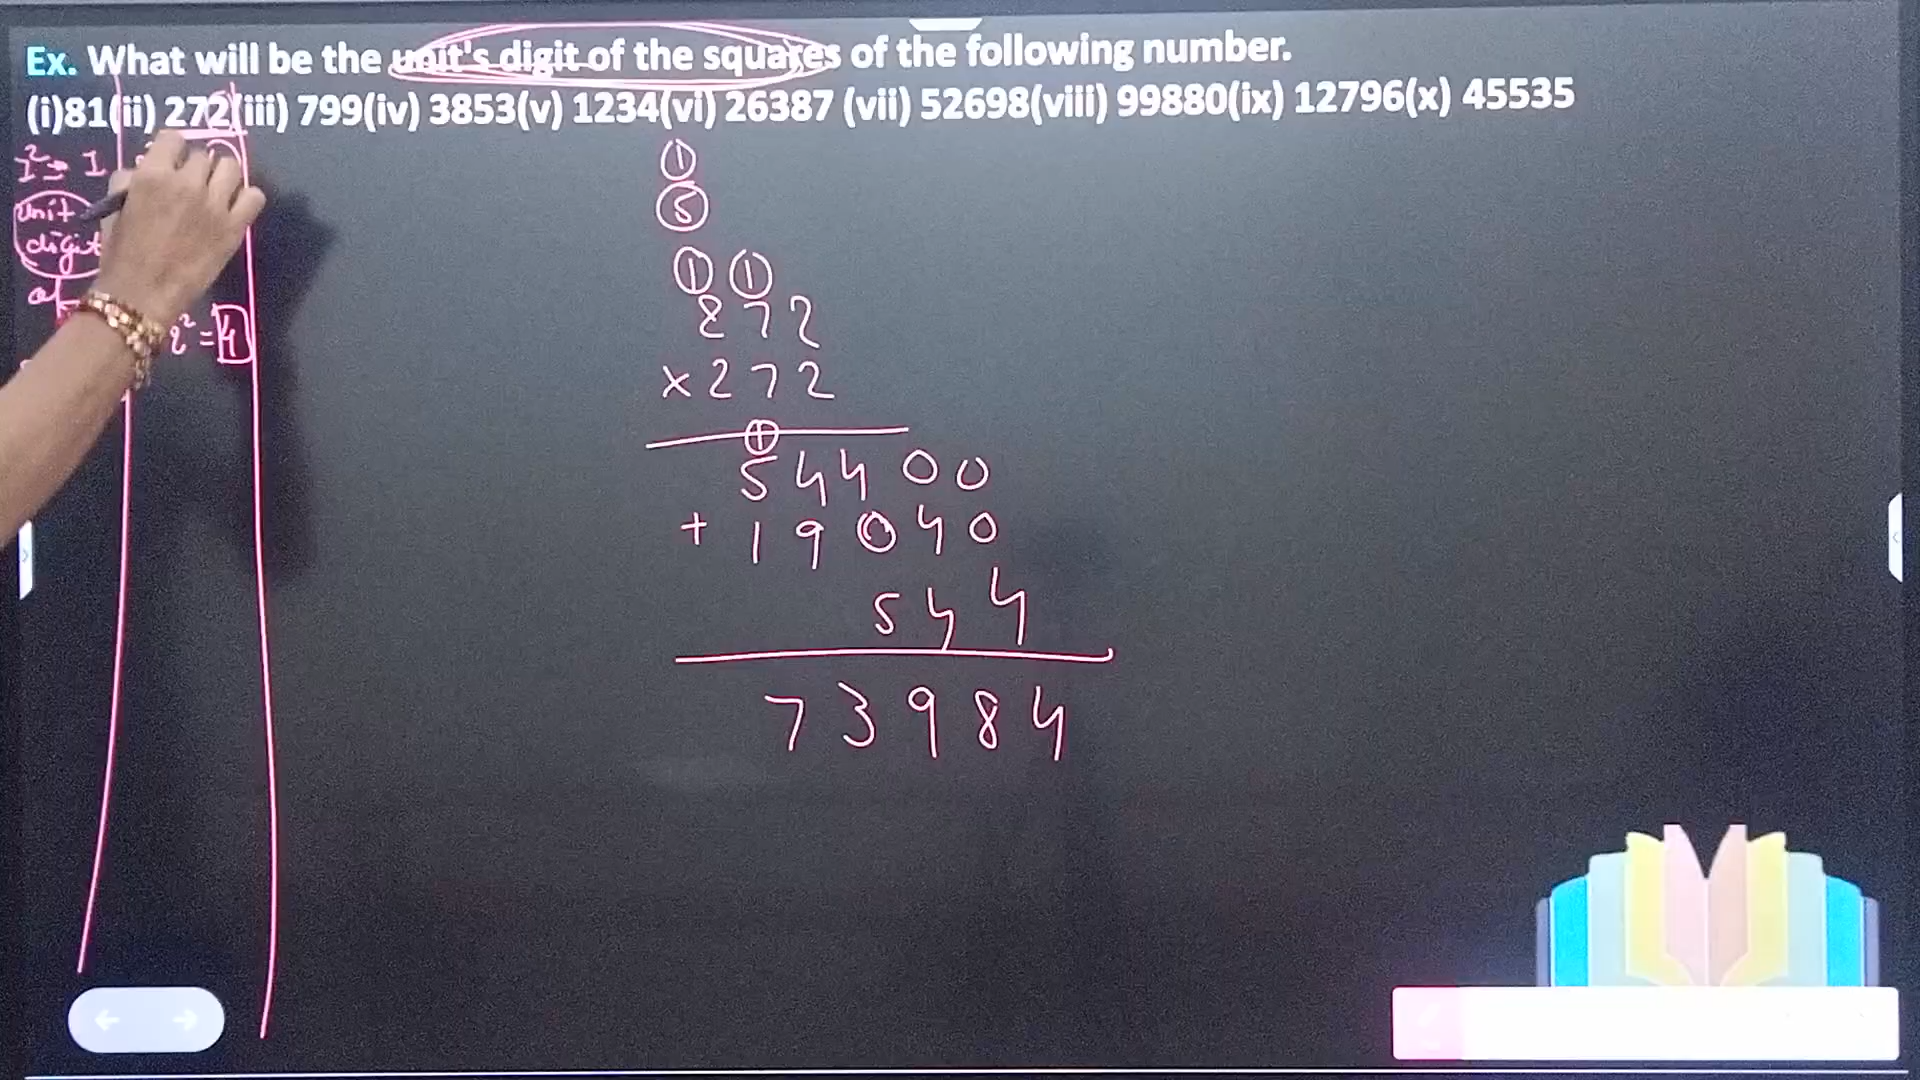 Ex. What will be the unit's digit of the squares of the following number.
(i)81(ii) 272(iii) 799(iv) 3853(v) 1234(vi) 26387 (vii) 52698(viii) 99880(ix) 12796(x) 45535
1² = 1
unit
digit
of
2² = 4
1
5
1 1
272
x 272
1
54400
+ 19040
544
73984